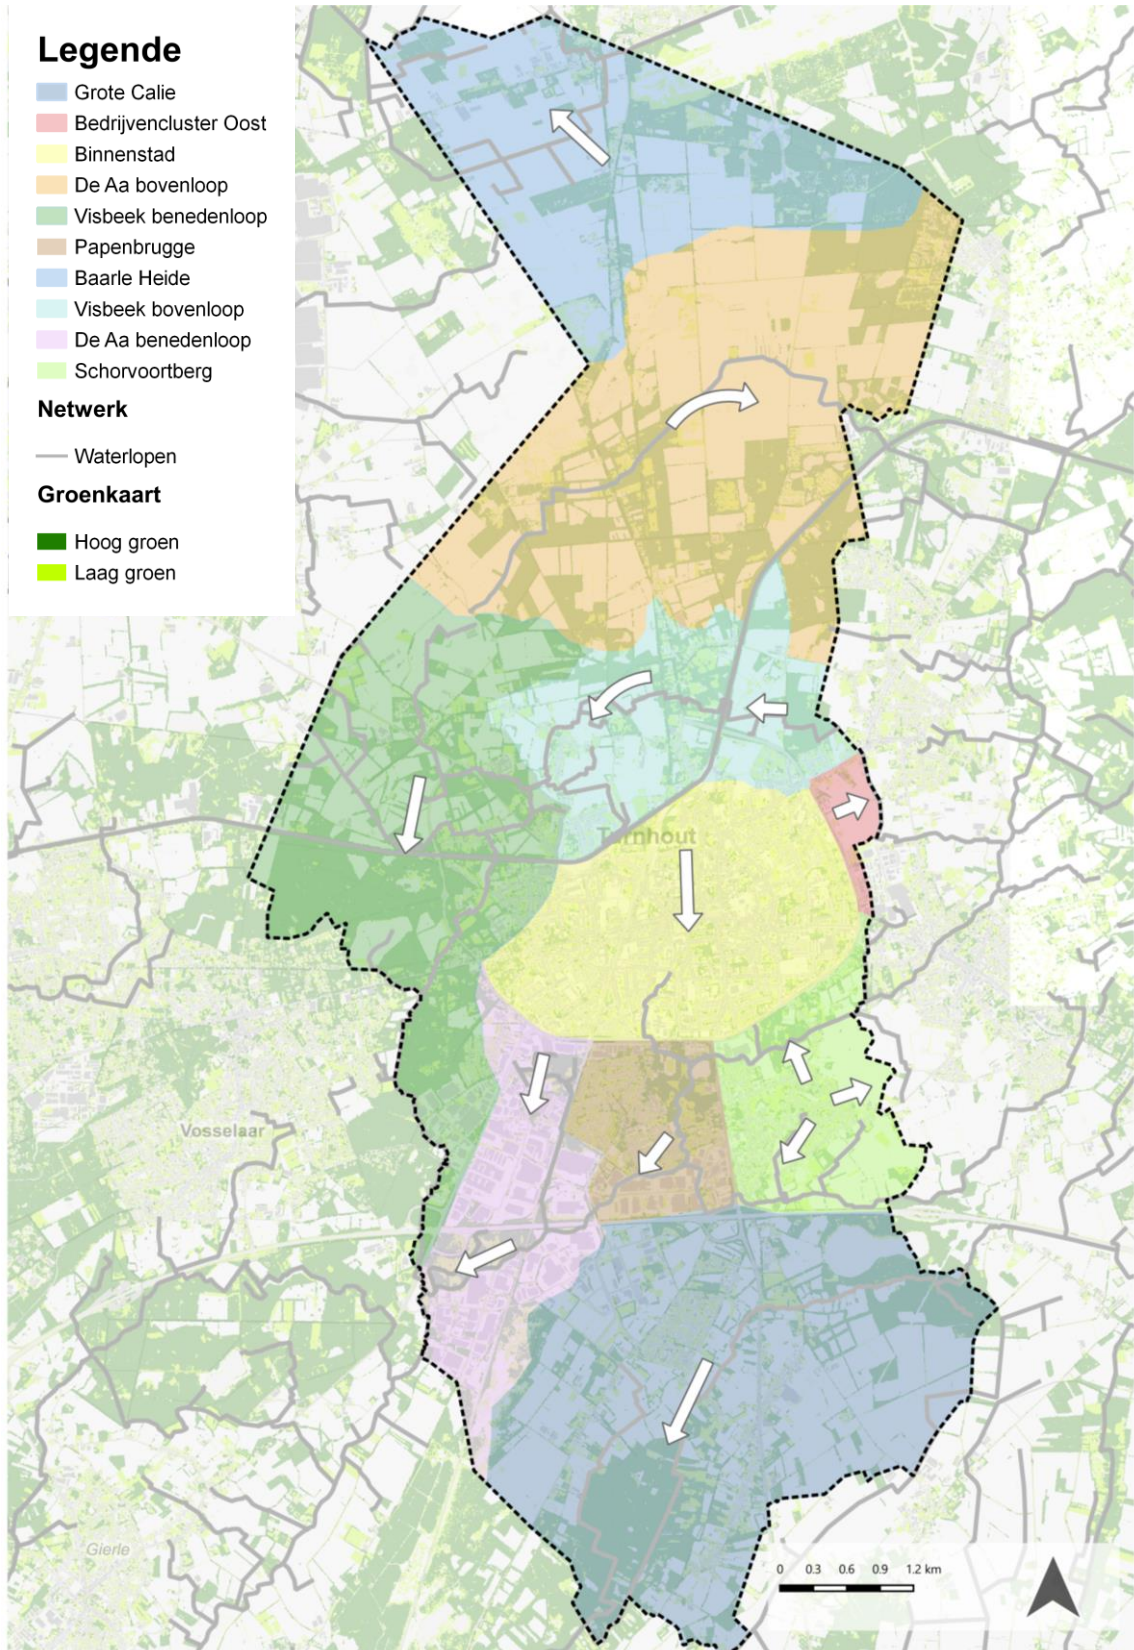 Legende
Grote Calie
Bedrijvencluster Oost
Binnenstad
De Aa bovenloop
Visbeek benedenloop
Papenbrugge
Baarle Heide
Visbeek bovenloop
De Aa benedenloop
Schorvoortberg
Netwerk
Waterlopen
Groenkaart
Hoog groen
Laag groen
Turnhout
Vosselaar
Gierle
0 0.3 0.6 0.9 1.2 km